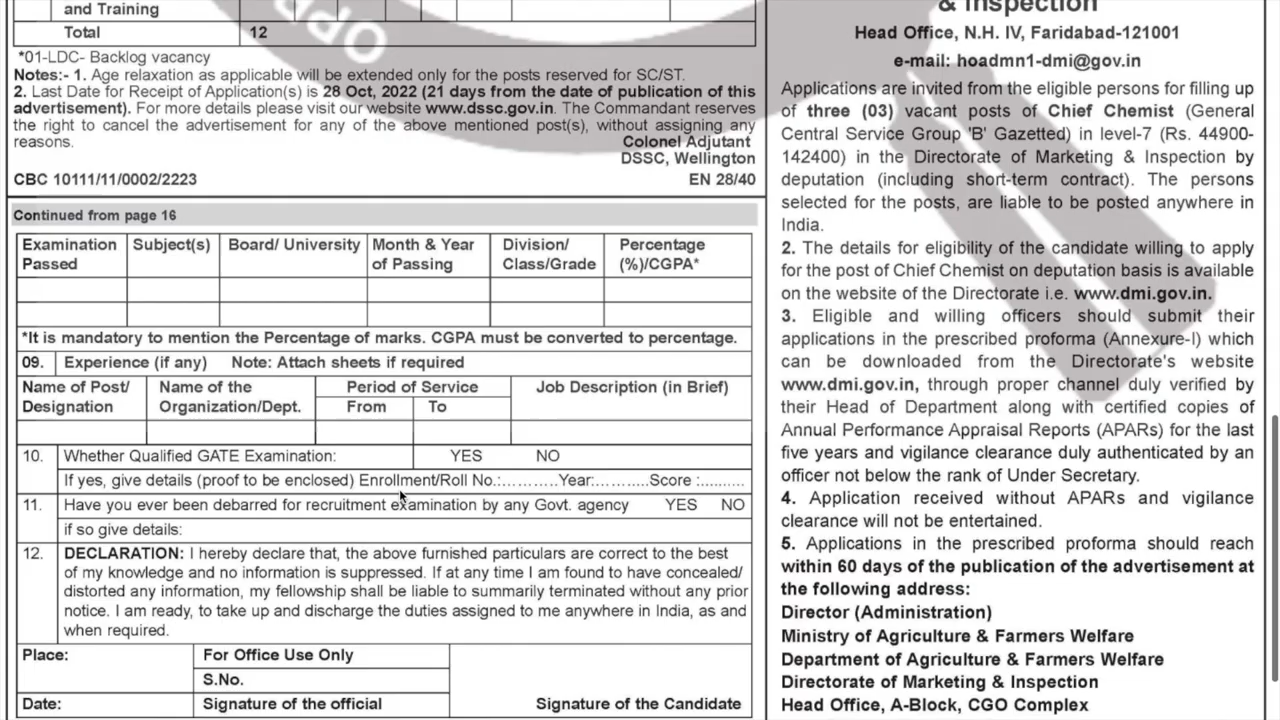 and Training
Total 12
*01-LDC- Backlog vacancy
Notes:- 1. Age relaxation as applicable will be extended only for the posts reserved for SC/ST.
2. Last Date for Receipt of Application(s) is 28 Oct, 2022 (21 days from the date of publication of this
advertisement). For more details please visit our website www.dssc.gov.in. The Commandant reserves
the right to cancel the advertisement for any of the above mentioned post(s), without assigning any
reasons.
Colonel Adjutant
DSSC, Wellington
CBC 10111/11/0002/2223 EN 28/40
Continued from page 16
Examination Subject(s) Board/ University Month & Year Division/ Percentage
Passed of Passing Class/Grade (%)/CGPA*
*It is mandatory to mention the Percentage of marks. CGPA must be converted to percentage.
09. Experience (if any) Note: Attach sheets if required
Name of Post/ Name of the Period of Service Job Description (in Brief)
Designation Organization/Dept. From To
10. Whether Qualified GATE Examination: YES NO
If yes, give details (proof to be enclosed) Enrollment/Roll No.:..........Year:..........Score :........
11. Have you ever been debarred for recruitment examination by any Govt. agency YES NO
if so give details:
12. DECLARATION: I hereby declare that, the above furnished particulars are correct to the best
of my knowledge and no information is suppressed. If at any time I am found to have concealed/
distorted any information, my fellowship shall be liable to summarily terminated without any prior
notice. I am ready, to take up and discharge the duties assigned to me anywhere in India, as and
when required.
Place: For Office Use Only
S.No.
Date: Signature of the official Signature of the Candidate
& Inspection
Head Office, N.H. IV, Faridabad-121001
e-mail: hoadmn1-dmi@gov.in
Applications are invited from the eligible persons for filling up
of three (03) vacant posts of Chief Chemist (General
Central Service Group 'B' Gazetted) in level-7 (Rs. 44900-
142400) in the Directorate of Marketing & Inspection by
deputation (including short-term contract). The persons
selected for the posts, are liable to be posted anywhere in
India.
2. The details for eligibility of the candidate willing to apply
for the post of Chief Chemist on deputation basis is available
on the website of the Directorate i.e. www.dmi.gov.in.
3. Eligible and willing officers should submit their
applications in the prescribed proforma (Annexure-I) which
can be downloaded from the Directorate's website
www.dmi.gov.in, through proper channel duly verified by
their Head of Department along with certified copies of
Annual Performance Appraisal Reports (APARs) for the last
five years and vigilance clearance duly authenticated by an
officer not below the rank of Under Secretary.
4. Application received without APARs and vigilance
clearance will not be entertained.
5. Applications in the prescribed proforma should reach
within 60 days of the publication of the advertisement at
the following address:
Director (Administration)
Ministry of Agriculture & Farmers Welfare
Department of Agriculture & Farmers Welfare
Directorate of Marketing & Inspection
Head Office, A-Block, CGO Complex